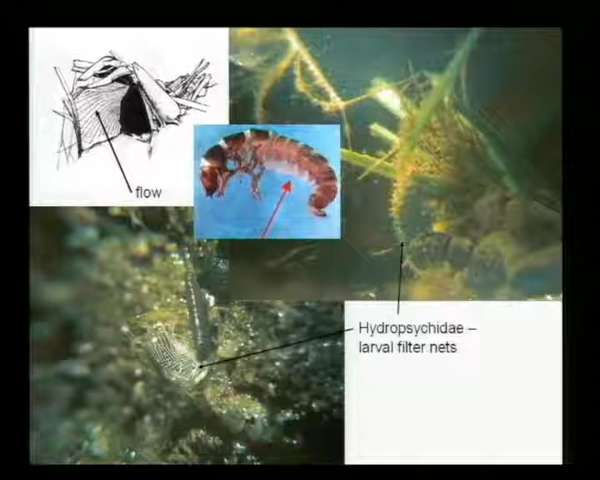 flow
Hydropsychidae –
larval filter nets